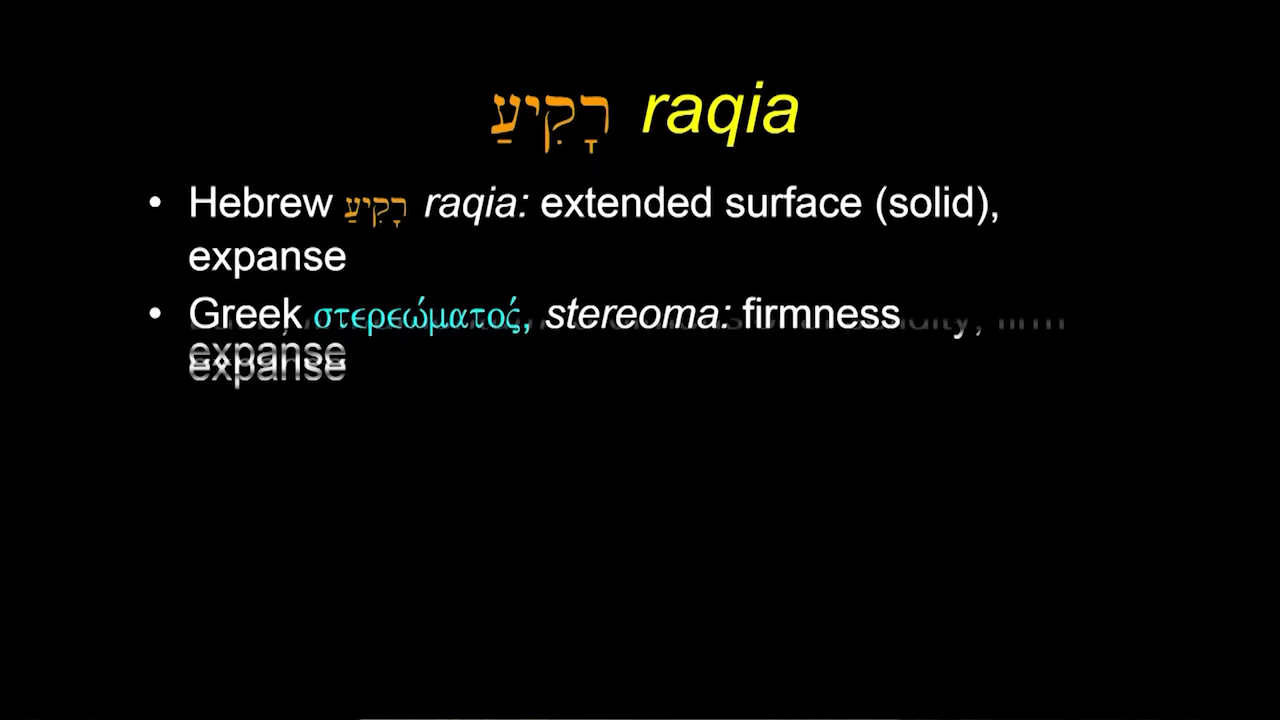 רָקִיעַ raqia
• Hebrew רָקִיעַ raqia: extended surface (solid),
expanse
• Greek στερεώματος, stereoma: firmness
expanse